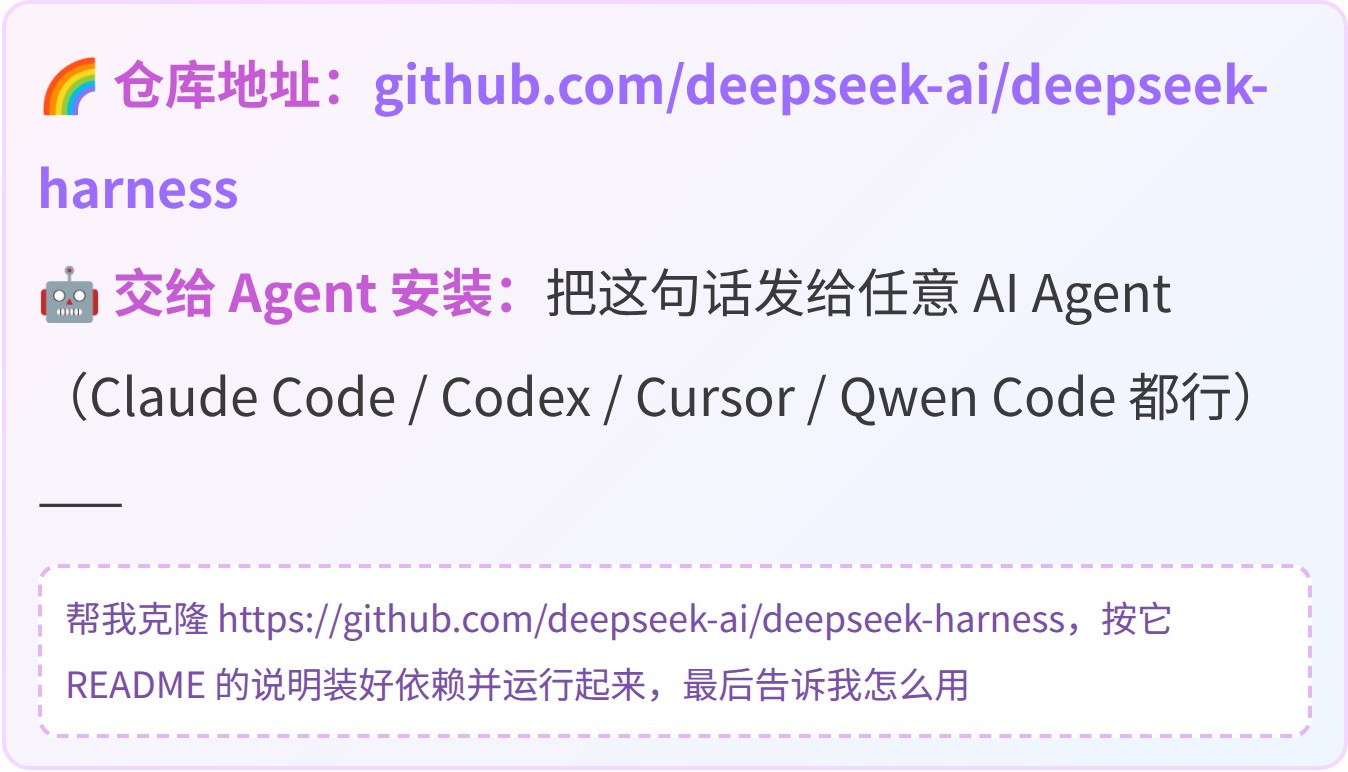 🌈 仓库地址：github.com/deepseek-ai/deepseek-
harness
🤖 交给 Agent 安装：把这句话发给任意 AI Agent
（Claude Code / Codex / Cursor / Qwen Code 都行）
——
帮我克隆 https://github.com/deepseek-ai/deepseek-harness，按它
README 的说明装好依赖并运行起来，最后告诉我怎么用